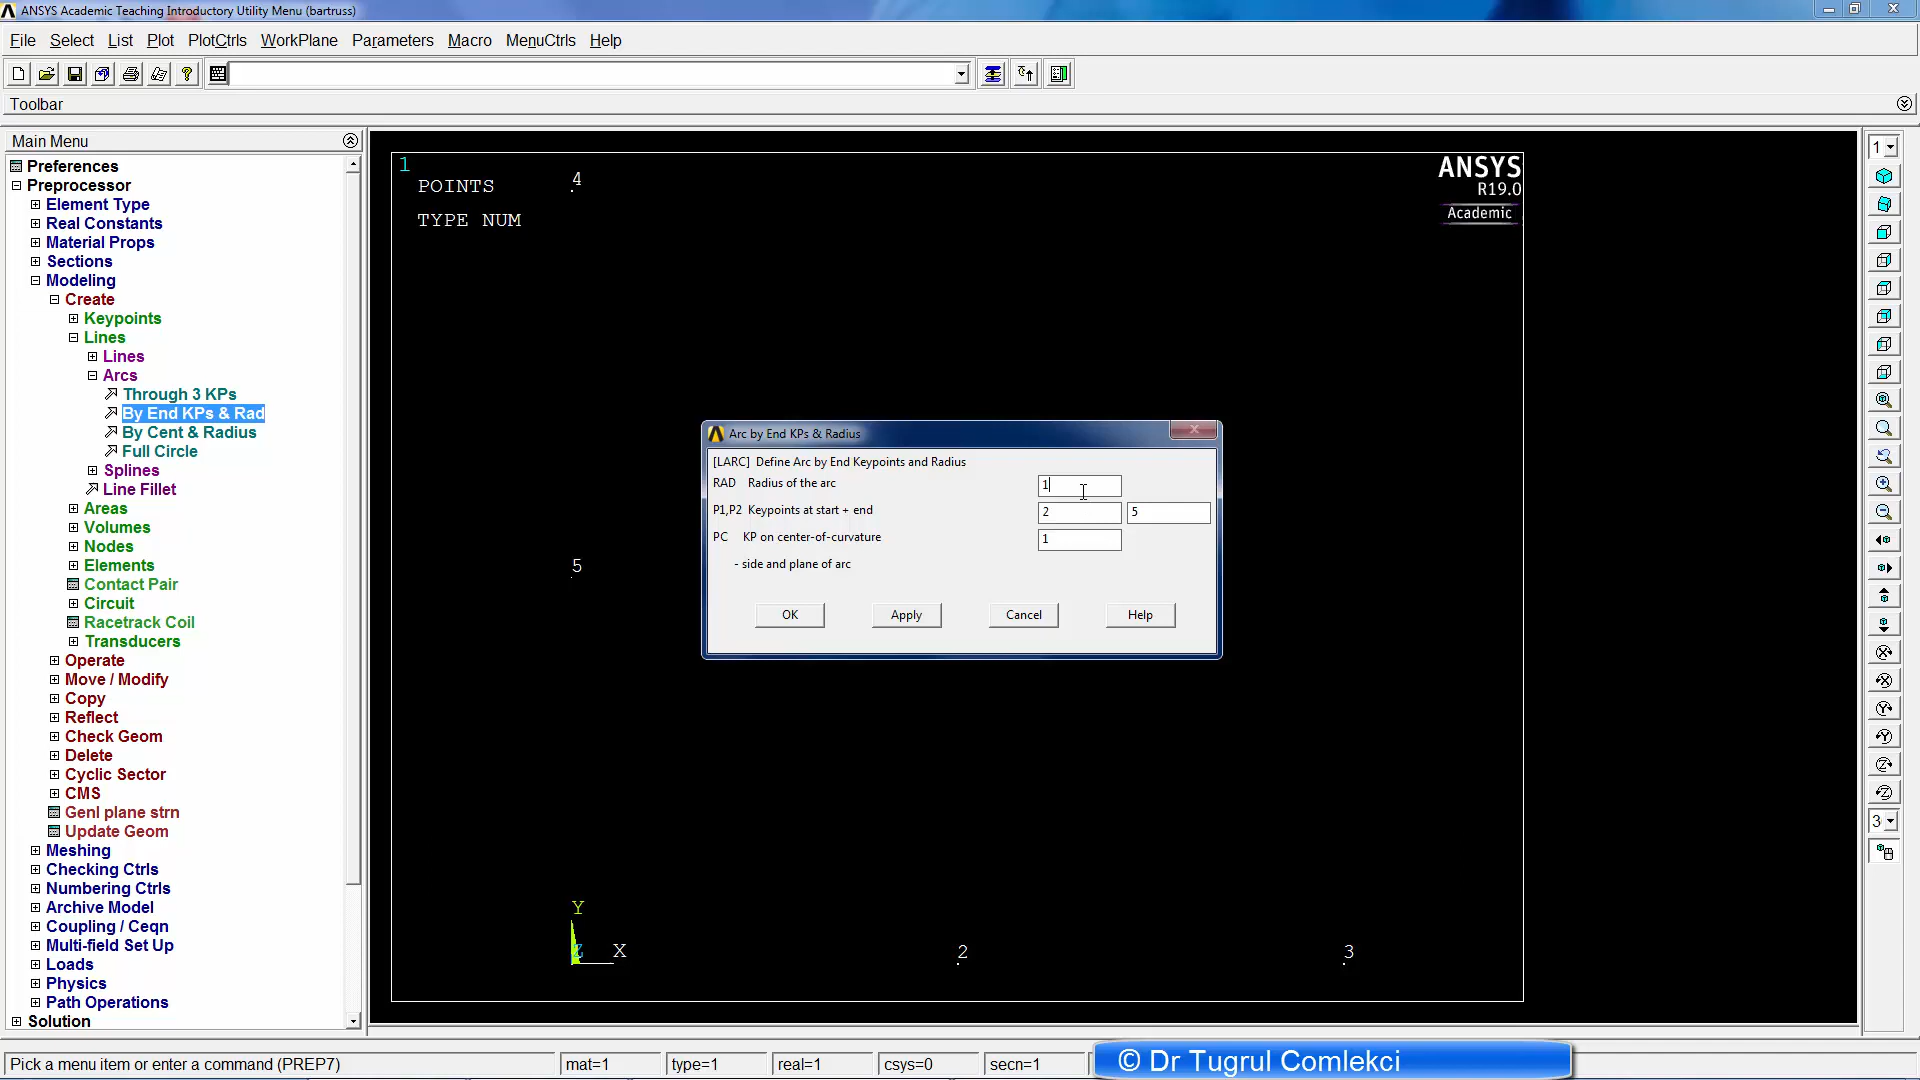 ANSYS Academic Teaching Introductory Utility Menu (bartruss)
File Select List Plot PlotCtrls WorkPlane Parameters Macro MenuCtrls Help
Toolbar
Main Menu
Preferences
Preprocessor
Element Type
Real Constants
Material Props
Sections
Modeling
Create
Keypoints
Lines
Lines
Arcs
Through 3 KPs
By End KPs & Rad
By Cent & Radius
Full Circle
Splines
Line Fillet
Areas
Volumes
Nodes
Elements
Contact Pair
Circuit
Racetrack Coil
Transducers
Operate
Move / Modify
Copy
Reflect
Check Geom
Delete
Cyclic Sector
CMS
Genl plane strn
Update Geom
Meshing
Checking Ctrls
Numbering Ctrls
Archive Model
Coupling / Ceqn
Multi-field Set Up
Loads
Physics
Path Operations
Solution
1
POINTS
TYPE NUM
4
ANSYS
R19.0
Academic
5
Arc by End KPs & Radius
[LARC] Define Arc by End Keypoints and Radius
RAD Radius of the arc 1
P1,P2 Keypoints at start + end 2 5
PC KP on center-of-curvature 1
- side and plane of arc
OK Apply Cancel Help
Y
Z X
2
3
1
3
Pick a menu item or enter a command (PREP7) mat=1 type=1 real=1 csys=0 secn=1
© Dr Tugrul Comlekci